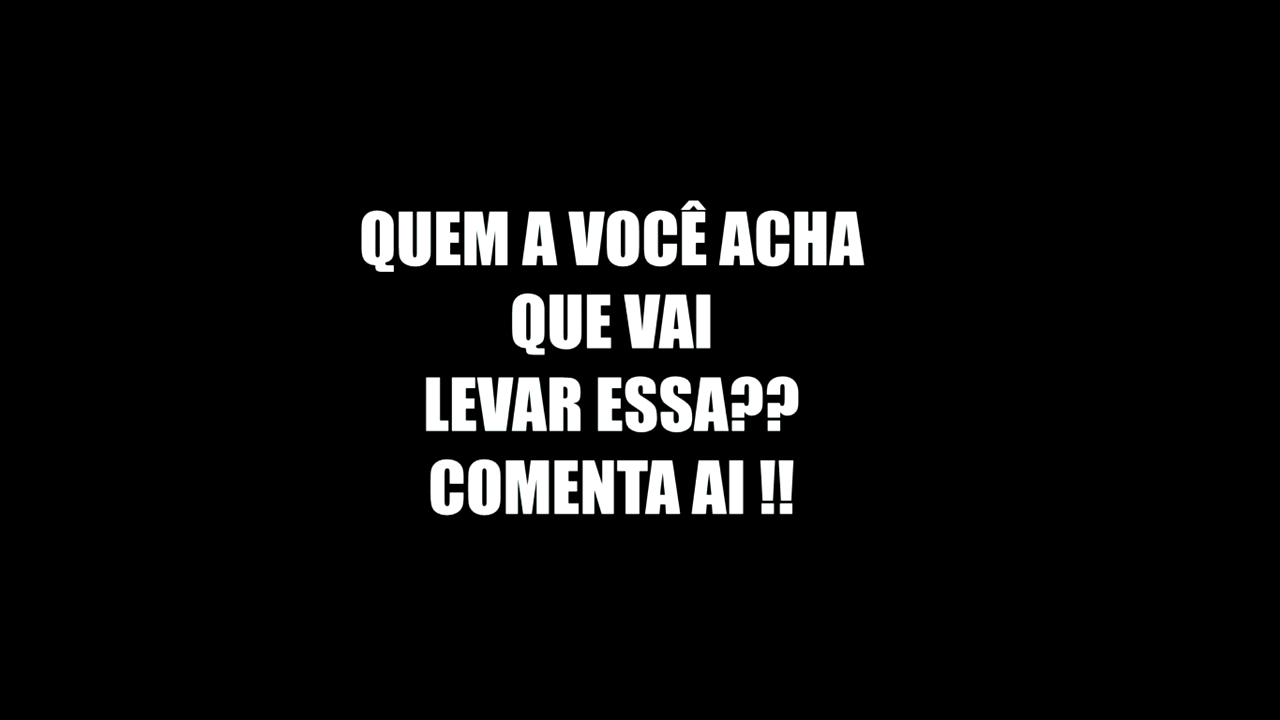 QUEM A VOCÊ ACHA
QUE VAI
LEVAR ESSA??
COMENTA AI !!